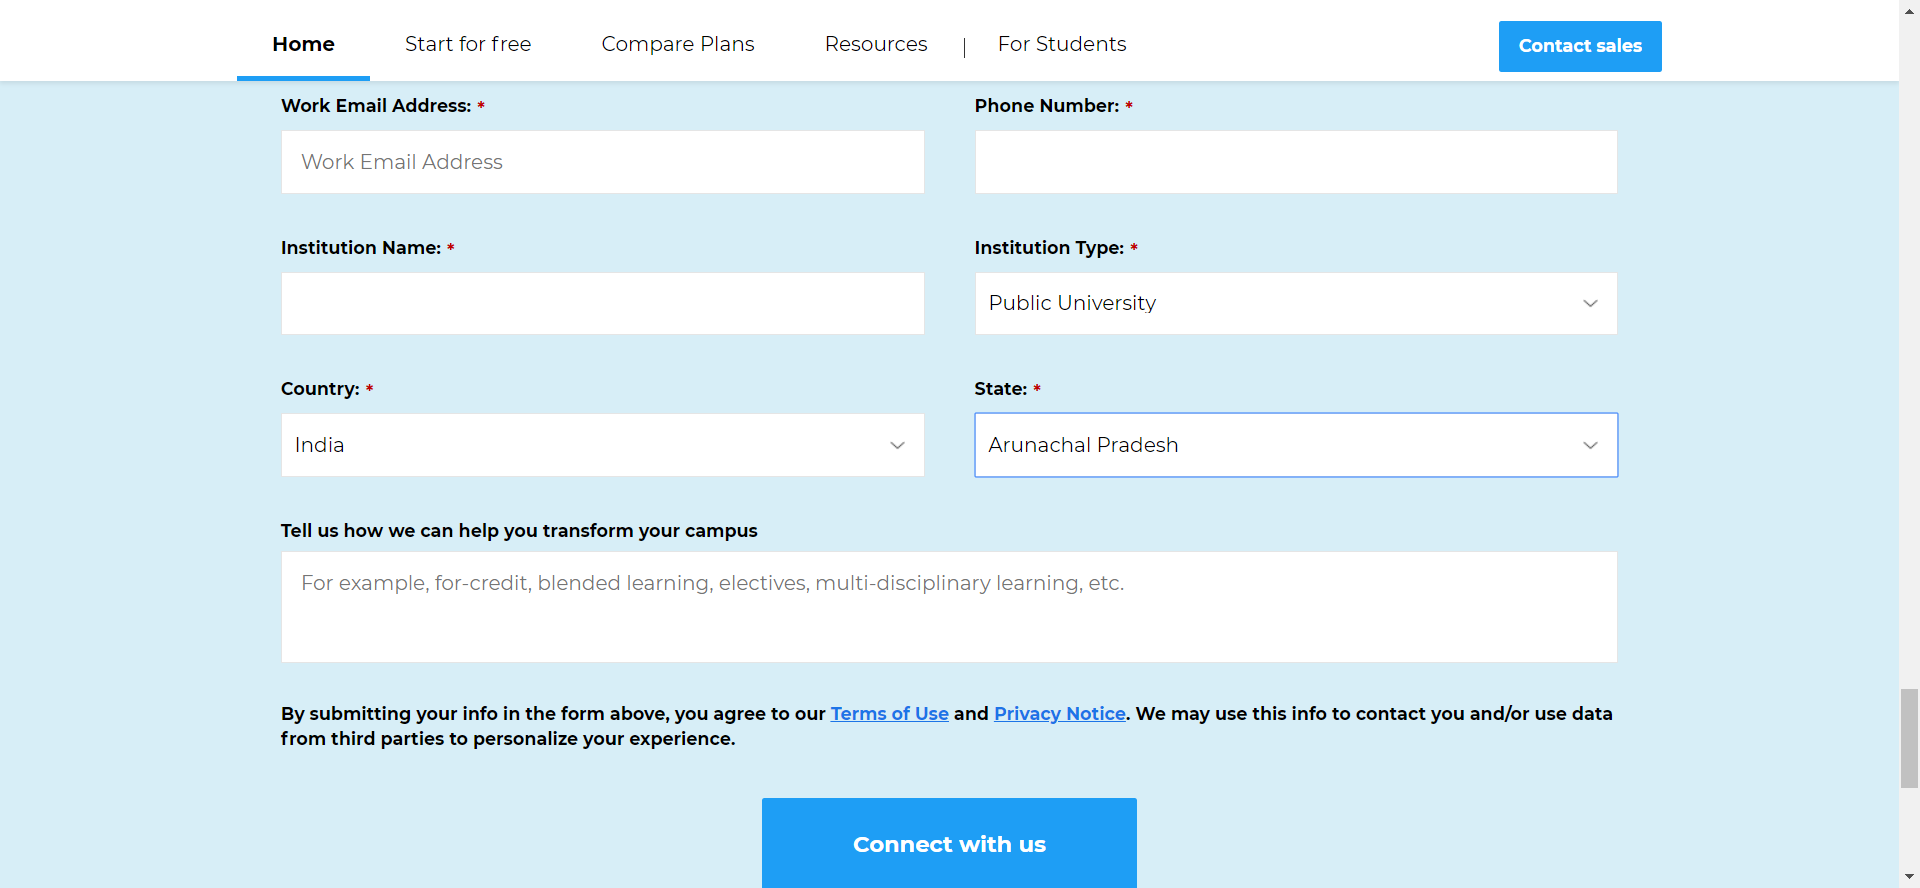 Home Start for free Compare Plans Resources | For Students Contact sales
Work Email Address: * Phone Number: *
Work Email Address
Institution Name: * Institution Type: *
Public University
Country: * State: *
India Arunachal Pradesh
Tell us how we can help you transform your campus
For example, for-credit, blended learning, electives, multi-disciplinary learning, etc.
By submitting your info in the form above, you agree to our Terms of Use and Privacy Notice. We may use this info to contact you and/or use data
from third parties to personalize your experience.
Connect with us